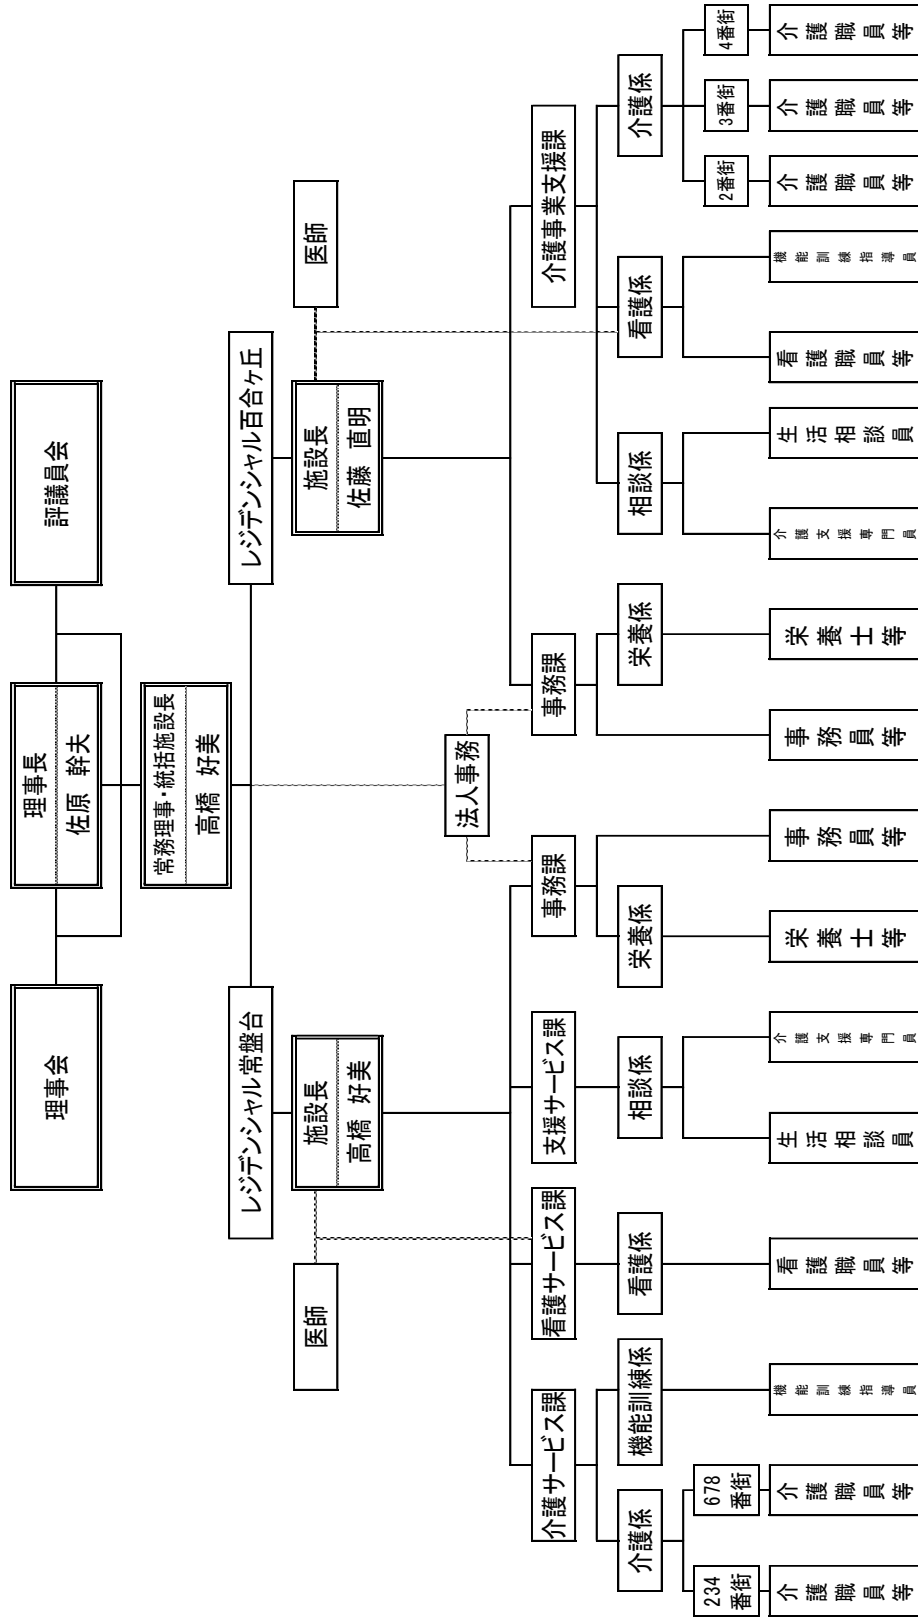 理事会
理事長
佐原 幹夫
評議員会
常務理事・統括施設長
高橋 好美
レジデンシャル常盤台
レジデンシャル百合ヶ丘
医師
施設長
高橋 好美
施設長
佐藤 直明
医師
法人事務
介護サービス課
看護サービス課
支援サービス課
事務課
事務課
介護事業支援課
介護係
機能訓練係
看護係
相談係
栄養係
栄養係
相談係
看護係
介護係
234
番街
678
番街
2番街
3番街
4番街
介護職員等
介護職員等
機能訓練指導員
看護職員等
生活相談員
介護支援専門員
栄養士等
事務員等
事務員等
栄養士等
介護支援専門員
生活相談員
看護職員等
機能訓練指導員
介護職員等
介護職員等
介護職員等